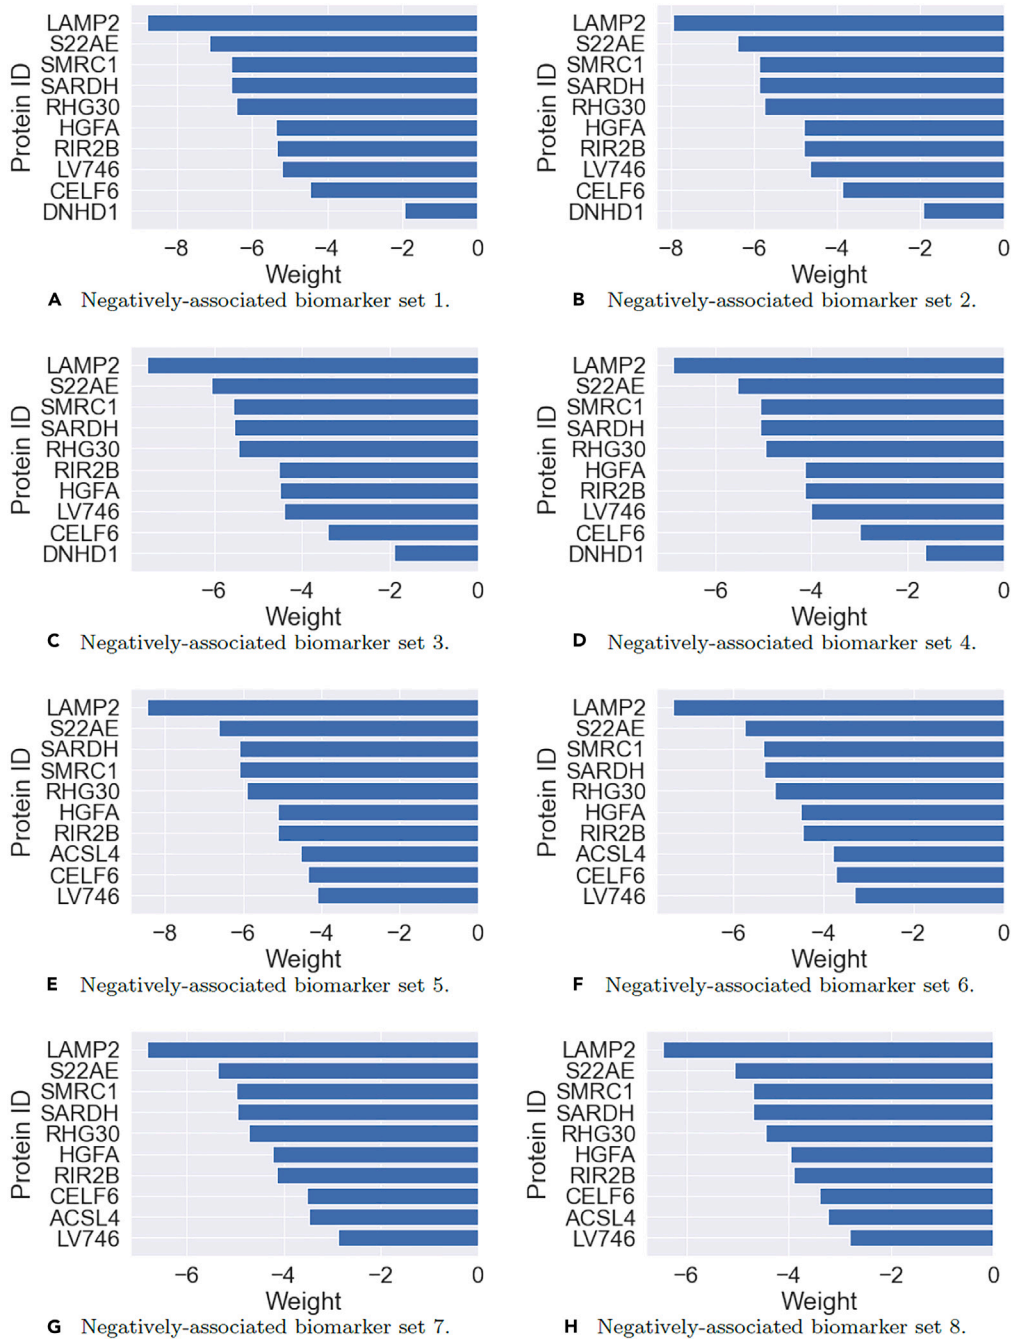 LAMP2
S22AE
SMRC1
SARDH
RHG30
HGFA
RIR2B
LV746
CELF6
DNHD1
Protein ID
−8 −6 −4 −2 0
Weight
A Negatively-associated biomarker set 1.
LAMP2
S22AE
SMRC1
SARDH
RHG30
HGFA
RIR2B
LV746
CELF6
DNHD1
Protein ID
−8 −6 −4 −2 0
Weight
B Negatively-associated biomarker set 2.
LAMP2
S22AE
SMRC1
SARDH
RHG30
RIR2B
HGFA
LV746
CELF6
DNHD1
Protein ID
−6 −4 −2 0
Weight
C Negatively-associated biomarker set 3.
LAMP2
S22AE
SMRC1
SARDH
RHG30
HGFA
RIR2B
LV746
CELF6
DNHD1
Protein ID
−6 −4 −2 0
Weight
D Negatively-associated biomarker set 4.
LAMP2
S22AE
SARDH
SMRC1
RHG30
HGFA
RIR2B
ACSL4
CELF6
LV746
Protein ID
−8 −6 −4 −2 0
Weight
E Negatively-associated biomarker set 5.
LAMP2
S22AE
SMRC1
SARDH
RHG30
HGFA
RIR2B
ACSL4
CELF6
LV746
Protein ID
−6 −4 −2 0
Weight
F Negatively-associated biomarker set 6.
LAMP2
S22AE
SMRC1
SARDH
RHG30
HGFA
RIR2B
CELF6
ACSL4
LV746
Protein ID
−6 −4 −2 0
Weight
G Negatively-associated biomarker set 7.
LAMP2
S22AE
SMRC1
SARDH
RHG30
HGFA
RIR2B
CELF6
ACSL4
LV746
Protein ID
−6 −4 −2 0
Weight
H Negatively-associated biomarker set 8.